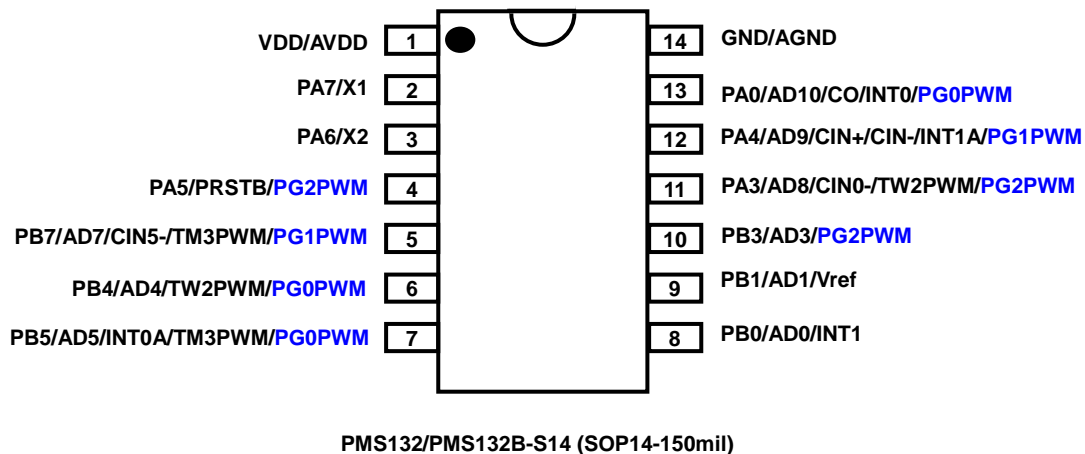 VDD/AVDD 1 14 GND/AGND
PA7/X1 2 13 PA0/AD10/CO/INT0/PG0PWM
PA6/X2 3 12 PA4/AD9/CIN+/CIN-/INT1A/PG1PWM
PA5/PRSTB/PG2PWM 4 11 PA3/AD8/CIN0-/TW2PWM/PG2PWM
PB7/AD7/CIN5-/TM3PWM/PG1PWM 5 10 PB3/AD3/PG2PWM
PB4/AD4/TW2PWM/PG0PWM 6 9 PB1/AD1/Vref
PB5/AD5/INT0A/TM3PWM/PG0PWM 7 8 PB0/AD0/INT1
PMS132/PMS132B-S14 (SOP14-150mil)